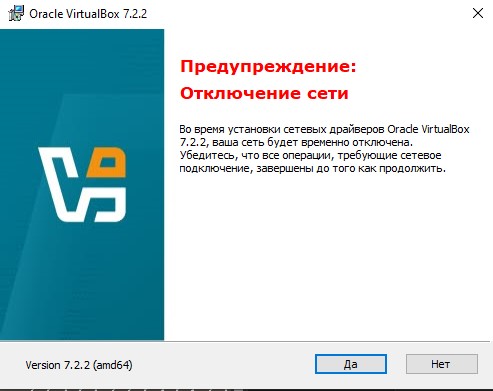 Oracle VirtualBox 7.2.2
Предупреждение:
Отключение сети
Во время установки сетевых драйверов Oracle VirtualBox
7.2.2, ваша сеть будет временно отключена.
Убедитесь, что все операции, требующие сетевое
подключение, завершены до того как продолжить.
Version 7.2.2 (amd64)
Да
Нет